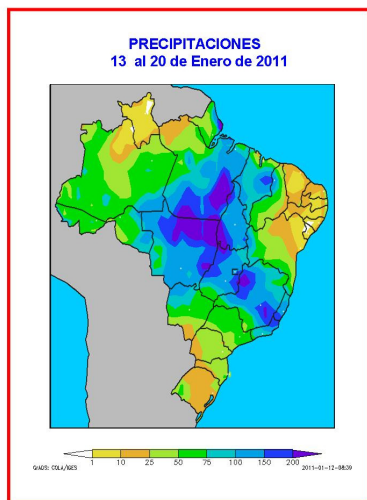 PRECIPITACIONES
13 al 20 de Enero de 2011
1 10 25 50 75 100 150 200
GrADS: COLA/IGES 2011-01-12-08:39